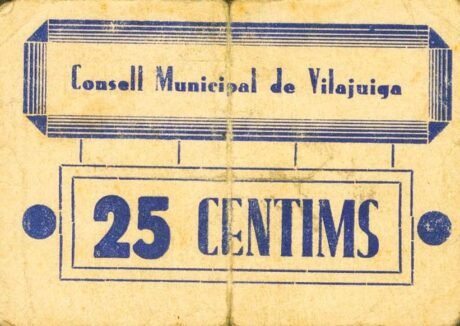 Consell Municipal de Vilajuiga
25 CENTIMS